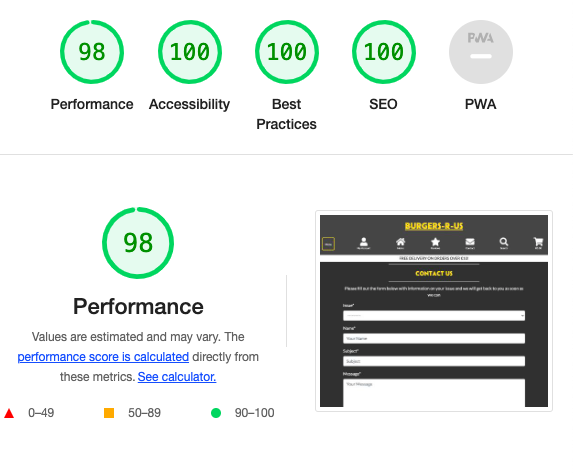 98
100
100
100
PWA
Performance
Accessibility
Best
Practices
SEO
PWA
98
Performance
Values are estimated and may vary. The
performance score is calculated directly from
these metrics. See calculator.
0–49
50–89
90–100
BURGERS-R-US
FREE DELIVERY ON ORDERS OVER
CONTACT US
Please fill out the form below with information on your issue and we will get back to you as soon as
we can
Name*
Your Name
Subject*
Subject
Message*
Your Message